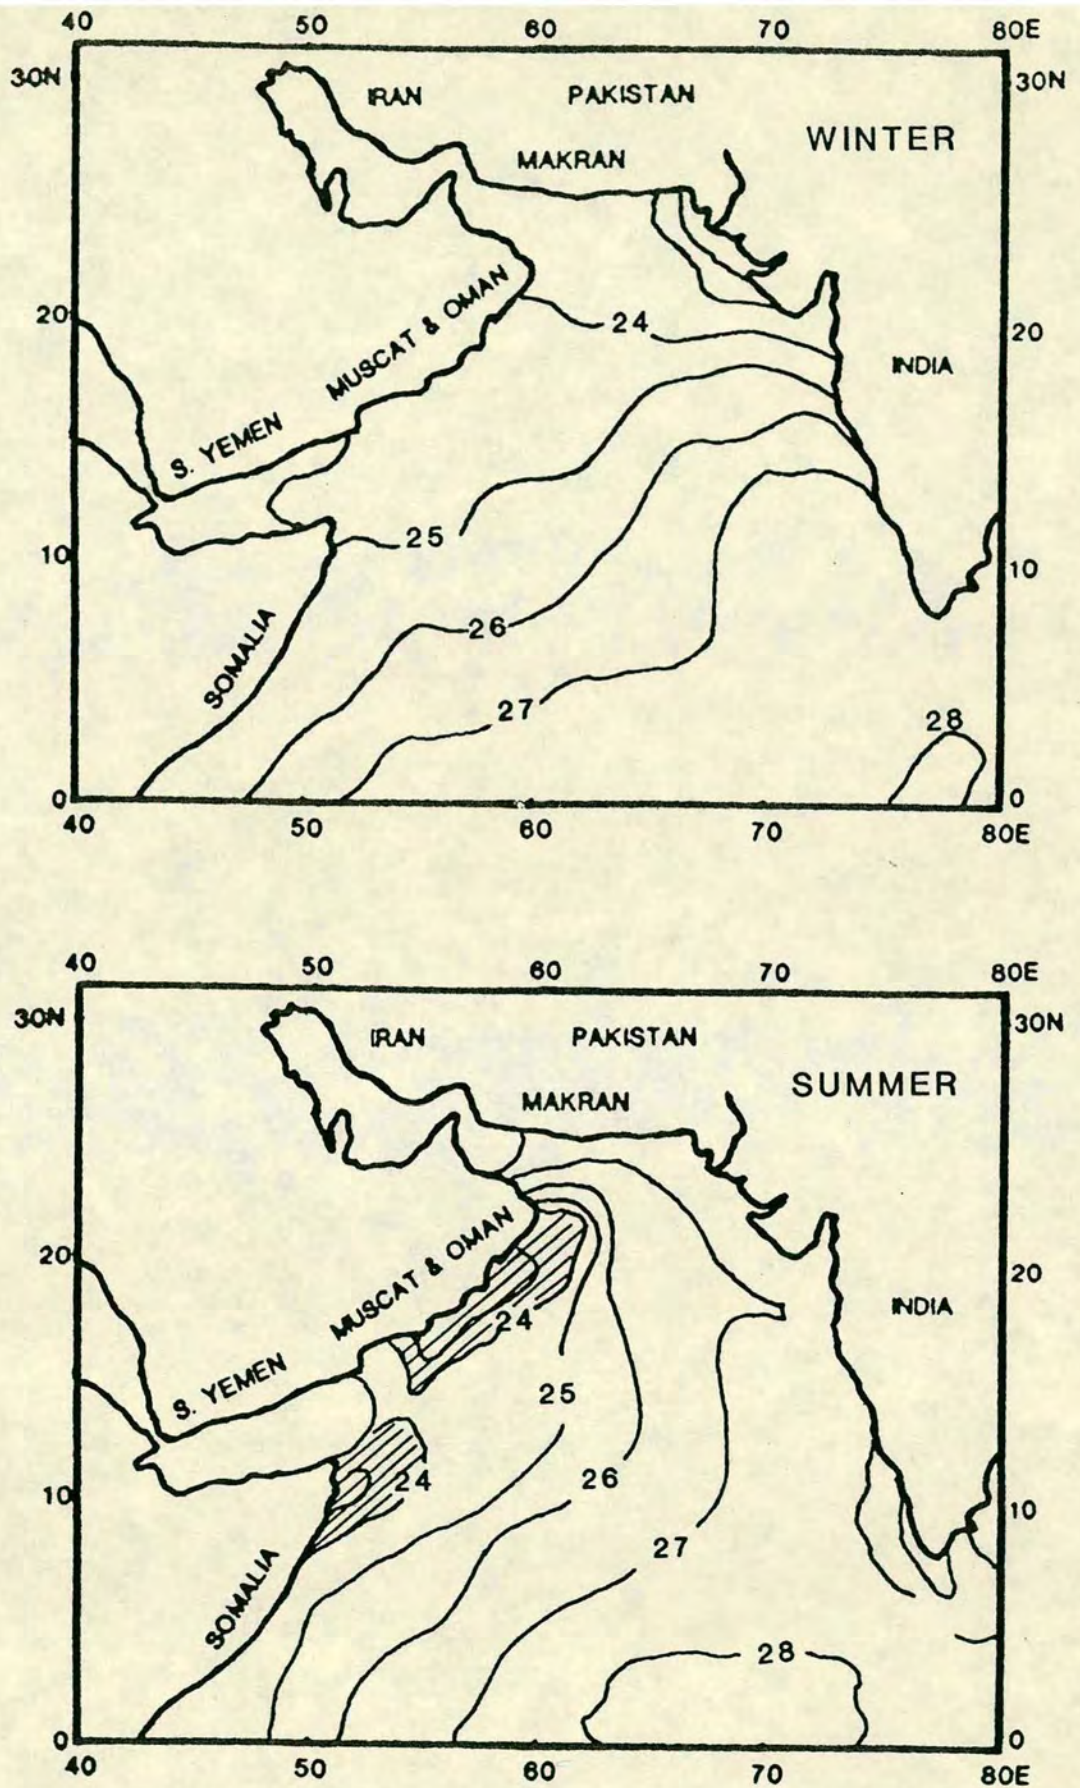 40 50 60 70 80E
30N IRAN PAKISTAN 30N
WINTER
MAKRAN
20 MUSCAT & OMAN 24 20
INDIA
S. YEMEN
25
10 10
26
SOMALIA
27
28
0 0
40 50 60 70 80E
40 50 60 70 80E
30N IRAN PAKISTAN 30N
SUMMER
MAKRAN
20 MUSCAT & OMAN 20
24 INDIA
S. YEMEN 25
10 24 26 10
27
SOMALIA
28
0 0
40 50 60 70 80E